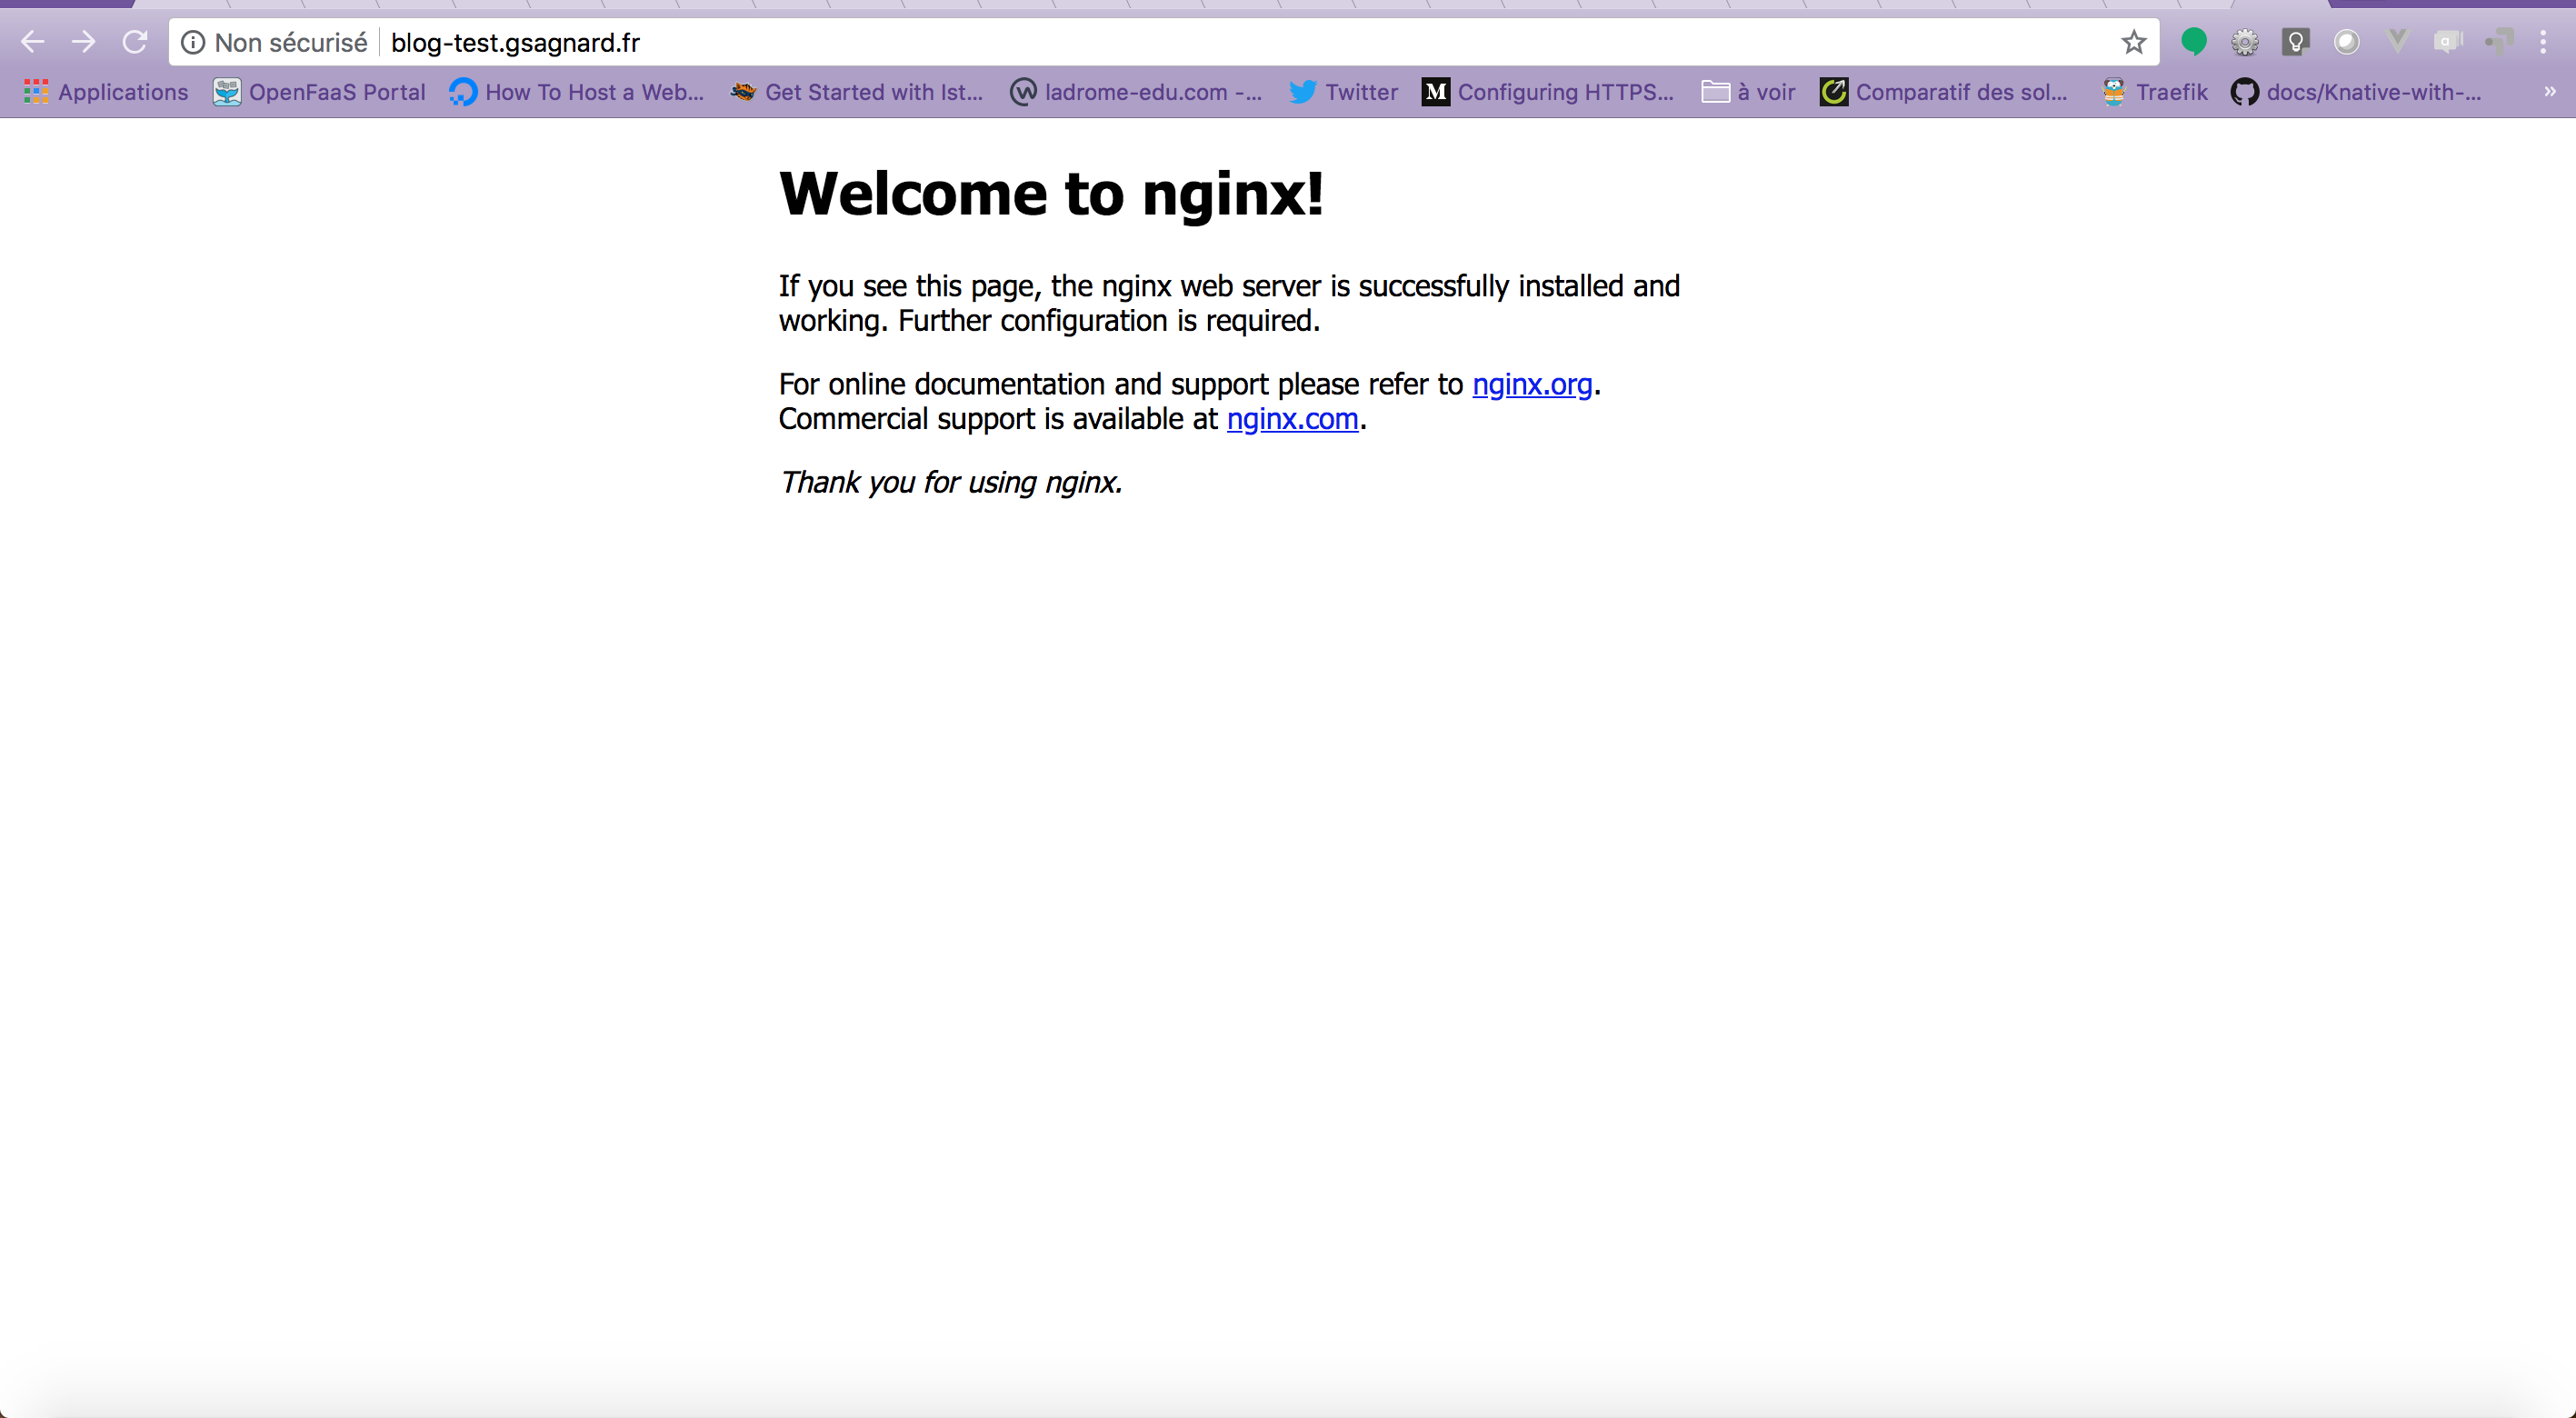 Non sécurisé blog-test.gsagnard.fr
Applications OpenFaaS Portal How To Host a Web... Get Started with Ist... ladrome-edu.com -... Twitter M Configuring HTTPS... à voir Comparatif des sol... Traefik docs/Knative-with-... »
Welcome to nginx!
If you see this page, the nginx web server is successfully installed and
working. Further configuration is required.
For online documentation and support please refer to nginx.org.
Commercial support is available at nginx.com.
Thank you for using nginx.